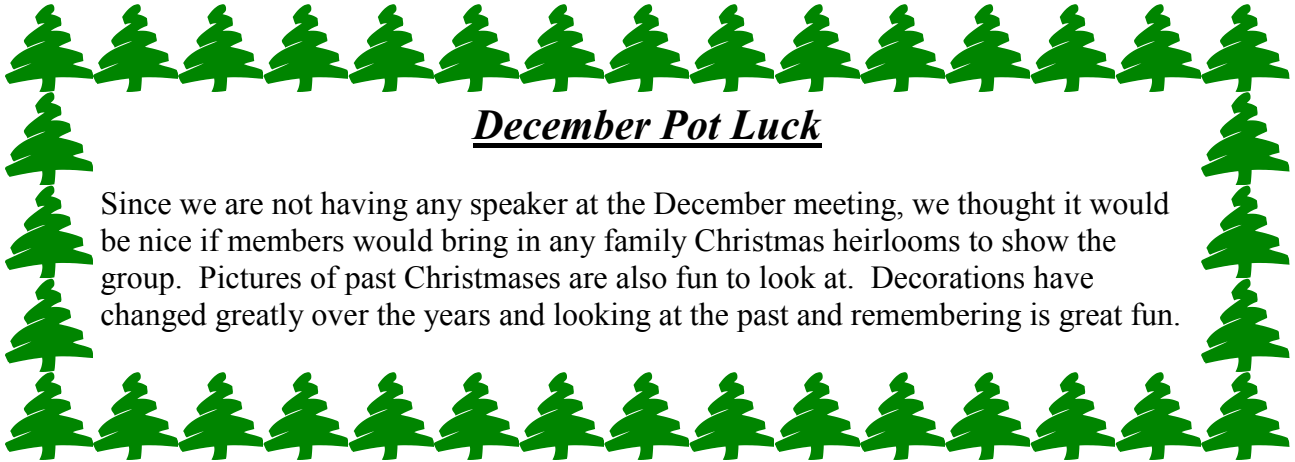 December Pot Luck
Since we are not having any speaker at the December meeting, we thought it would
be nice if members would bring in any family Christmas heirlooms to show the
group.  Pictures of past Christmases are also fun to look at.  Decorations have
changed greatly over the years and looking at the past and remembering is great fun.